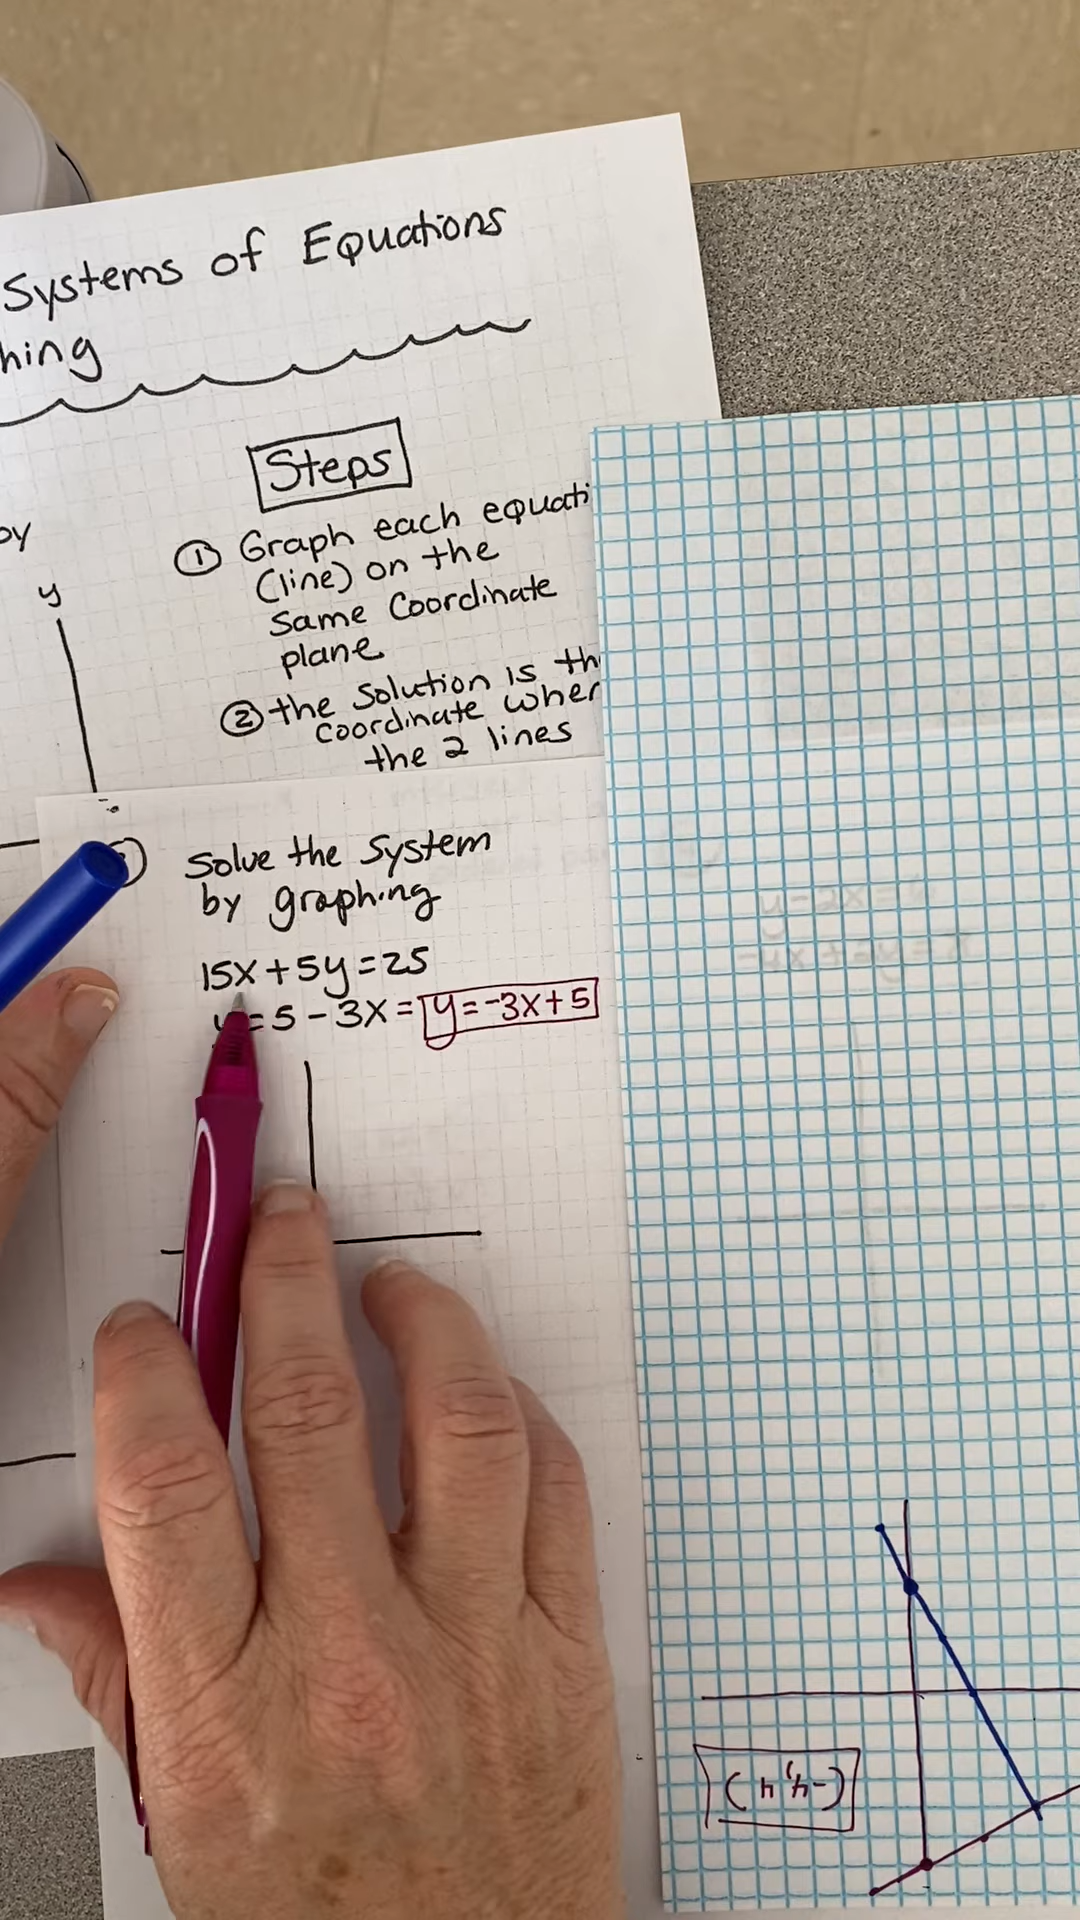 Systems of Equations
hing
Steps
by
① Graph each equati
(line) on the
y
Same Coordinate
plane
② the Solution is th
Coordinate wher
the 2 lines
Solve the System
by graphing
15x+5y=25
y=5-3x= y=-3x+5
(-4,4)